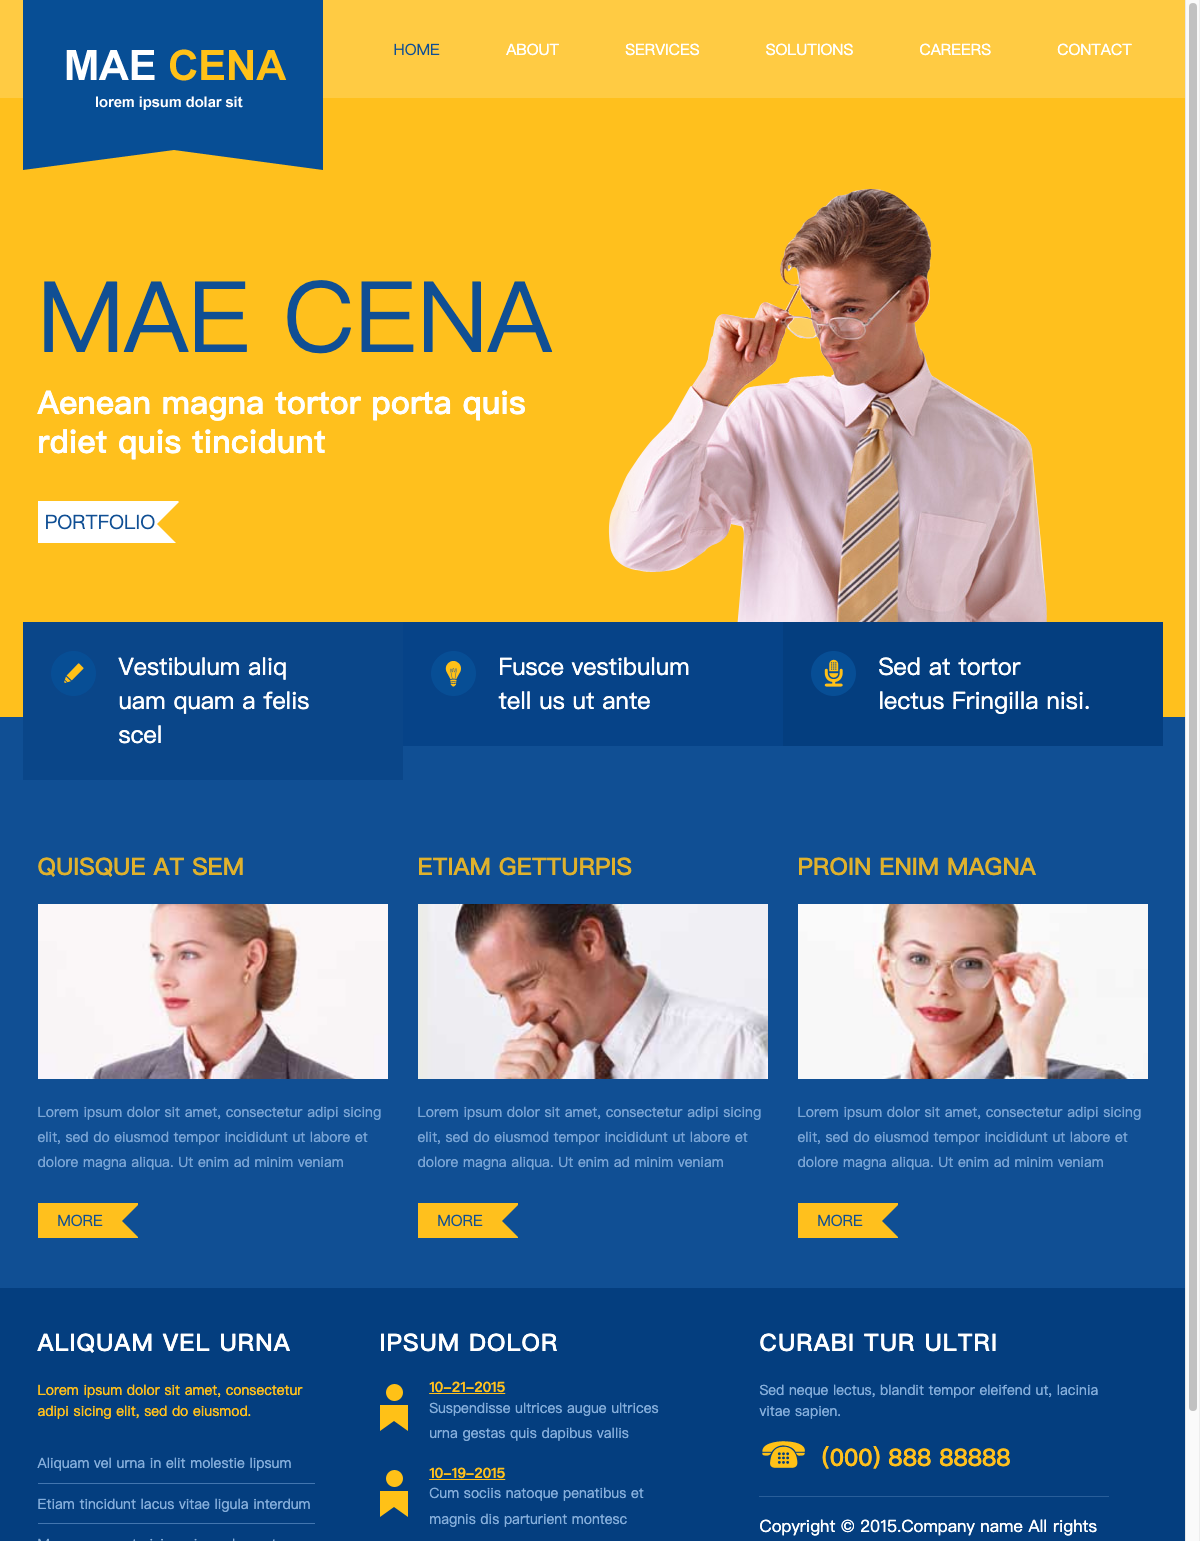 MAE CENA
lorem ipsum dolar sit
HOME ABOUT SERVICES SOLUTIONS CAREERS CONTACT
MAE CENA
Aenean magna tortor porta quis
rdiet quis tincidunt
PORTFOLIO
Vestibulum aliq
uam quam a felis
scel
Fusce vestibulum
tell us ut ante
Sed at tortor
lectus Fringilla nisi.
QUISQUE AT SEM
Lorem ipsum dolor sit amet, consectetur adipi sicing
elit, sed do eiusmod tempor incididunt ut labore et
dolore magna aliqua. Ut enim ad minim veniam
MORE
ETIAM GETTURPIS
Lorem ipsum dolor sit amet, consectetur adipi sicing
elit, sed do eiusmod tempor incididunt ut labore et
dolore magna aliqua. Ut enim ad minim veniam
MORE
PROIN ENIM MAGNA
Lorem ipsum dolor sit amet, consectetur adipi sicing
elit, sed do eiusmod tempor incididunt ut labore et
dolore magna aliqua. Ut enim ad minim veniam
MORE
ALIQUAM VEL URNA
Lorem ipsum dolor sit amet, consectetur
adipi sicing elit, sed do eiusmod.
Aliquam vel urna in elit molestie lipsum
Etiam tincidunt lacus vitae ligula interdum
IPSUM DOLOR
10-21-2015
Suspendisse ultrices augue ultrices
urna gestas quis dapibus vallis
10-19-2015
Cum sociis natoque penatibus et
magnis dis parturient montesc
CURABI TUR ULTRI
Sed neque lectus, blandit tempor eleifend ut, lacinia
vitae sapien.
(000) 888 88888
Copyright © 2015.Company name All rights